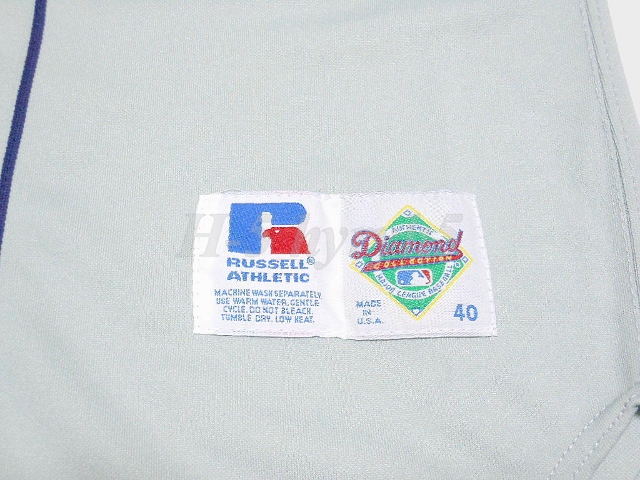 RUSSELL®
ATHLETIC
MACHINE WASH SEPARATELY
USE WARM WATER, GENTLE
CYCLE. DO NOT BLEACH.
TUMBLE DRY. LOW HEAT.
AUTHENTIC
Diamond
COLLECTION
MAJOR LEAGUE BASEBALL
MADE
IN
U.S.A.
40